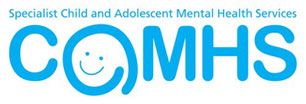 Specialist Child and Adolescent Mental Health Services
CAMHS